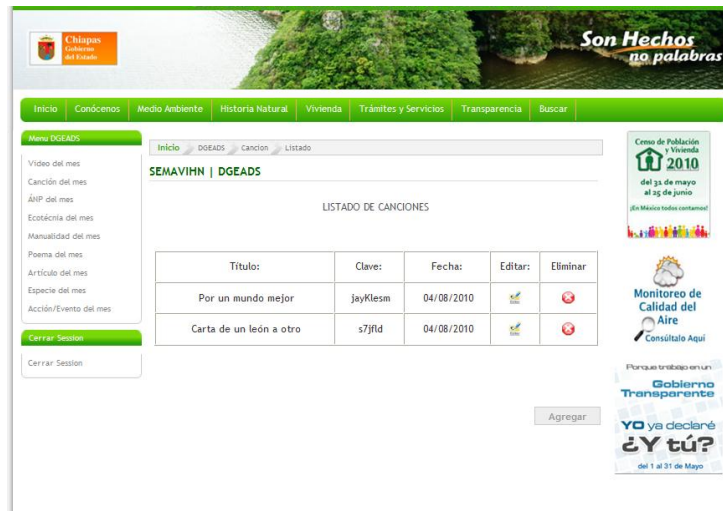 Chiapas
Gobierno
del Estado
Son Hechos
no palabras
Inicio Conócenos Medio Ambiente Historia Natural Vivienda Trámites y Servicios Transparencia Buscar
Menu DGEADS
Video del mes
Canción del mes
ÁNP del mes
Ecotécnia del mes
Manualidad del mes
Poema del mes
Artículo del mes
Especie del mes
Acción/Evento del mes
Cerrar Session
Cerrar Session
Inicio DGEADS Cancion Listado
SEMAVIHN | DGEADS
LISTADO DE CANCIONES
Título: Clave: Fecha: Editar: Eliminar
Por un mundo mejor jayKlesm 04/08/2010
Carta de un león a otro s7jfld 04/08/2010
Agregar
Censo de Población
y Vivienda
2010
del 31 de mayo
al 25 de junio
¡En México todos contamos!
Monitoreo de
Calidad del
Aire
Consúltalo Aquí
Porque trabajo en un
Gobierno
Transparente
YO ya declaré
¿Y tú?
del 1 al 31 de Mayo